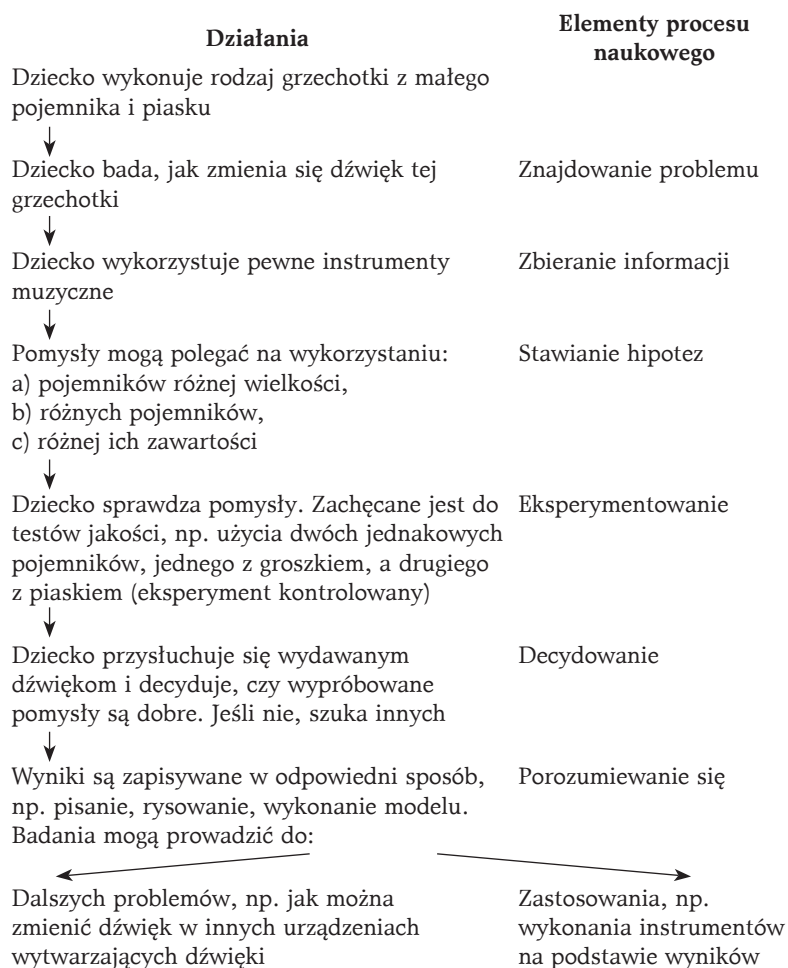 Działania
Elementy procesu
naukowego
Dziecko wykonuje rodzaj grzechotki z małego
pojemnika i piasku
Dziecko bada, jak zmienia się dźwięk tej
grzechotki
Znajdowanie problemu
Dziecko wykorzystuje pewne instrumenty
muzyczne
Zbieranie informacji
Pomysły mogą polegać na wykorzystaniu:
a) pojemników różnej wielkości,
b) różnych pojemników,
c) różnej ich zawartości
Stawianie hipotez
Dziecko sprawdza pomysły. Zachęcane jest do
testów jakości, np. użycia dwóch jednakowych
pojemników, jednego z groszkiem, a drugiego
z piaskiem (eksperyment kontrolowany)
Eksperymentowanie
Dziecko przysłuchuje się wydawanym
dźwiękom i decyduje, czy wypróbowane
pomysły są dobre. Jeśli nie, szuka innych
Decydowanie
Wyniki są zapisywane w odpowiedni sposób,
np. pisanie, rysowanie, wykonanie modelu.
Badania mogą prowadzić do:
Porozumiewanie się
Dalszych problemów, np. jak można
zmienić dźwięk w innych urządzeniach
wytwarzających dźwięki
Zastosowania, np.
wykonania instrumentów
na podstawie wyników